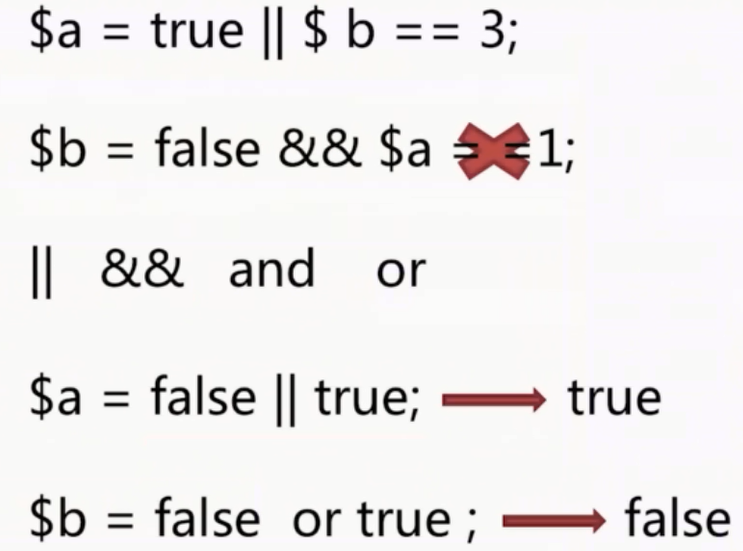 $a = true || $ b == 3;
$b = false && $a == 1;
|| && and or
$a = false || true; true
$b = false or true ; false